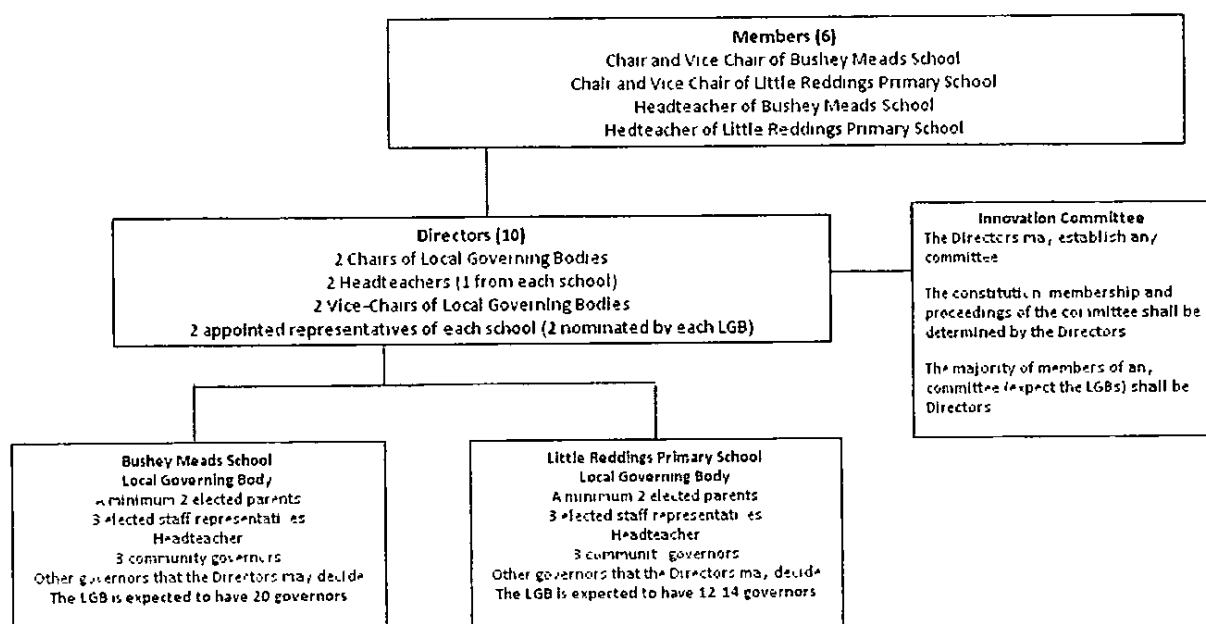 Members (6)
Chair and Vice Chair of Bushey Meads School
Chair and Vice Chair of Little Reddings Primary School
Headteacher of Bushey Meads School
Hedteacher of Little Reddings Primary School
Directors (10)
2 Chairs of Local Governing Bodies
2 Headteachers (1 from each school)
2 Vice-Chairs of Local Governing Bodies
2 appointed representatives of each school (2 nominated by each LGB)
Innovation Committee
The Directors may establish any
committee
The constitution membership and
proceedings of the committee shall be
determined by the Directors
The majority of members of any
committee (expect the LGBs) shall be
Directors
Bushey Meads School
Local Governing Body
A minimum 2 elected parents
3 elected staff representatives
Headteacher
3 community governors
Other governors that the Directors may decide
The LGB is expected to have 20 governors
Little Reddings Primary School
Local Governing Body
A minimum 2 elected parents
3 elected staff representatives
Headteacher
3 community governors
Other governors that the Directors may decide
The LGB is expected to have 12 14 governors